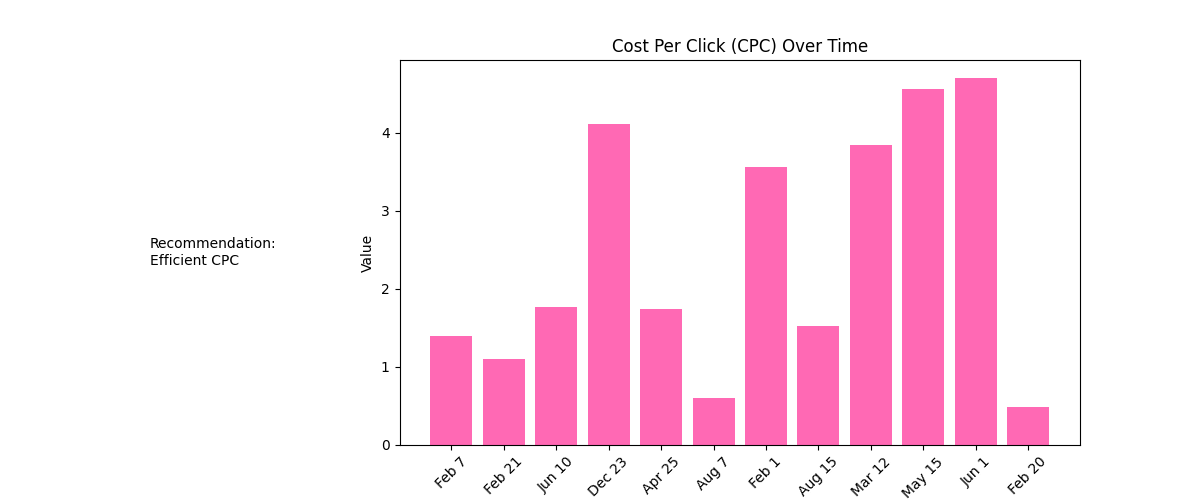 Cost Per Click (CPC) Over Time
Recommendation:
Efficient CPC
Value
4
3
2
1
0
Feb 7
Feb 21
Jun 10
Dec 23
Apr 25
Aug 7
Feb 1
Aug 15
Mar 12
May 15
Jun 1
Feb 20